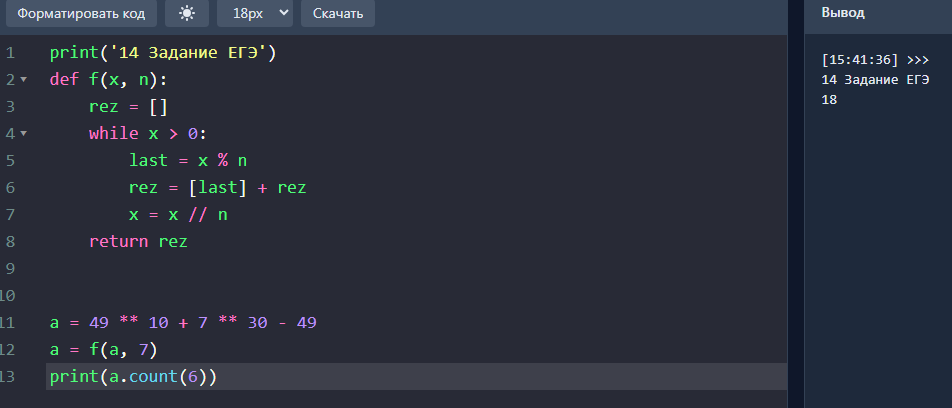 Форматировать код 18px Скачать
Вывод
1 print('14 Задание ЕГЭ')
2 def f(x, n):
3     rez = []
4     while x > 0:
5         last = x % n
6         rez = [last] + rez
7         x = x // n
8     return rez
9
10
11 a = 49 ** 10 + 7 ** 30 - 49
12 a = f(a, 7)
13 print(a.count(6))
[15:41:36] >>>
14 Задание ЕГЭ
18